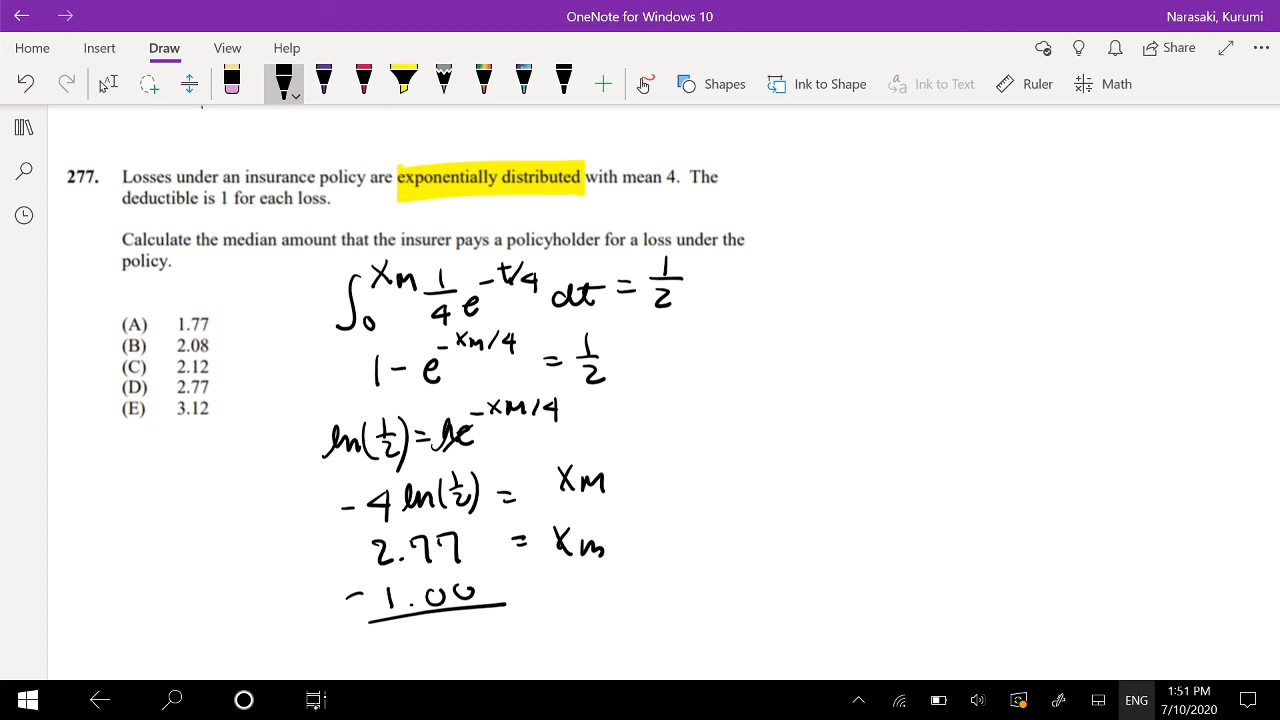 OneNote for Windows 10
Narasaki, Kurumi
Home Insert Draw View Help Share
Shapes Ink to Shape Ink to Text Ruler Math
277. Losses under an insurance policy are exponentially distributed with mean 4. The
deductible is 1 for each loss.
Calculate the median amount that the insurer pays a policyholder for a loss under the
policy.
(A) 1.77
(B) 2.08
(C) 2.12
(D) 2.77
(E) 3.12
∫₀^xm 1/4 e^-t/4 dt = 1/2
1 - e^-xm/4 = 1/2
ln(1/2) = ln e^-xm/4
-4 ln(1/2) = xm
2.77 = xm
- 1.00
ENG
1:51 PM
7/10/2020